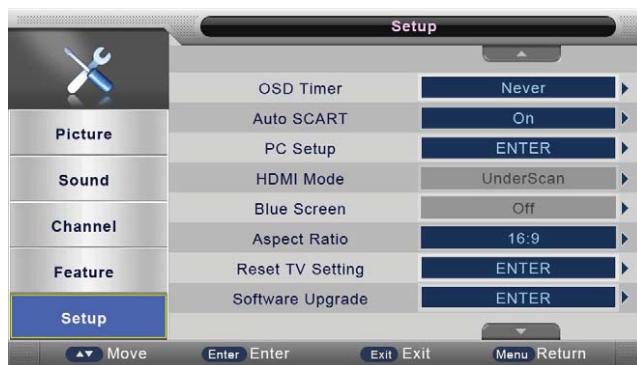 Setup
OSD Timer Never
Auto SCART On
PC Setup ENTER
HDMI Mode UnderScan
Blue Screen Off
Aspect Ratio 16:9
Reset TV Setting ENTER
Software Upgrade ENTER
Picture
Sound
Channel
Feature
Setup
Move Enter Enter Exit Exit Menu Return